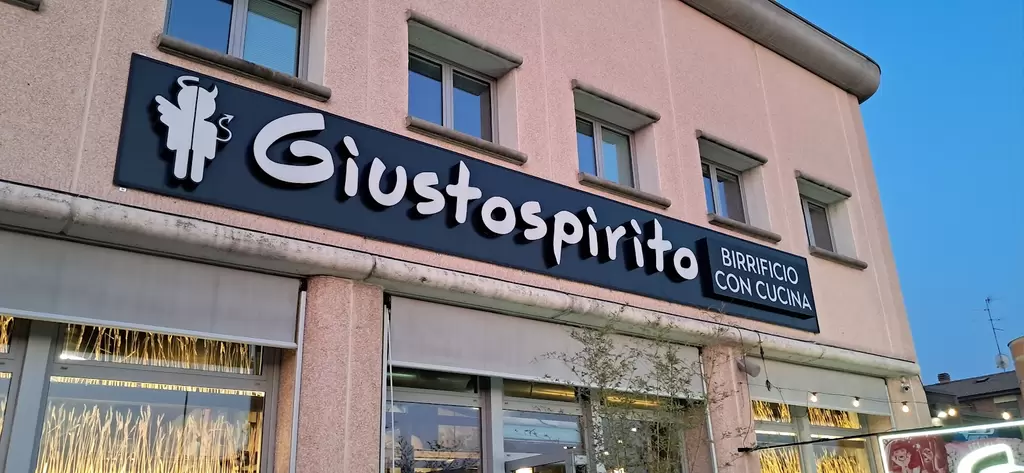 Giustospirito
BIRRIFICIO
CON CUCINA